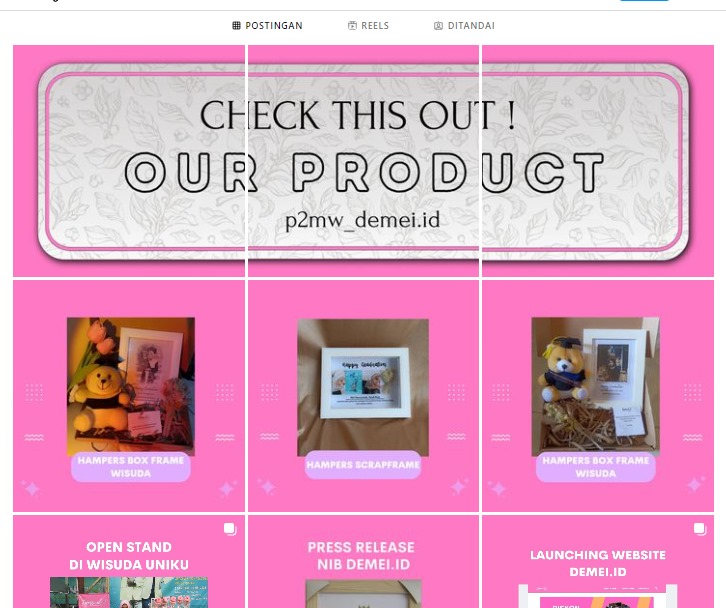 POSTINGAN
REELS
DITANDAI
CHECK THIS OUT !
OUR PRODUCT
p2mw_demei.id
HAMPERS BOX FRAME
WISUDA
Happy Graduation
HAMPERS SCRAPFRAME
HAMPERS BOX FRAME
WISUDA
OPEN STAND
DI WISUDA UNIKU
PRESS RELEASE
NIB DEMEI.ID
LAUNCHING WEBSITE
DEMEI.ID